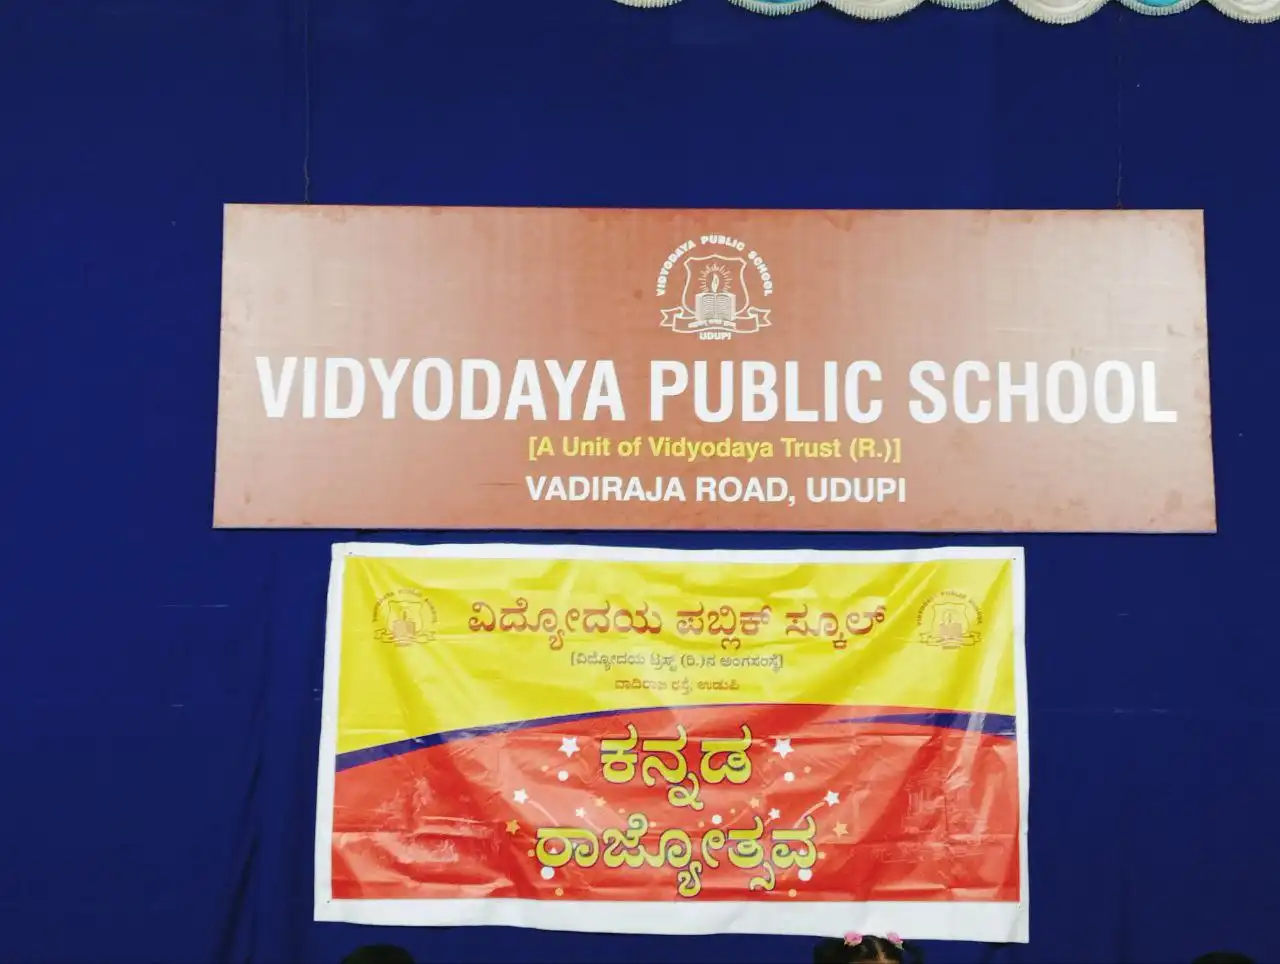 VIDYODAYA PUBLIC SCHOOL
UDUPI
VIDYODAYA PUBLIC SCHOOL
[A Unit of Vidyodaya Trust (R.)]
VADIRAJA ROAD, UDUPI
ವಿದ್ಯೋದಯ ಪಬ್ಲಿಕ್ ಸ್ಕೂಲ್
[ವಿದ್ಯೋದಯ ಟ್ರಸ್ಟ್ (ರಿ.)ನ ಅಂಗಸಂಸ್ಥೆ]
ವಾದಿರಾಜ ರಸ್ತೆ, ಉಡುಪಿ
ಕನ್ನಡ
ರಾಜ್ಯೋತ್ಸವ